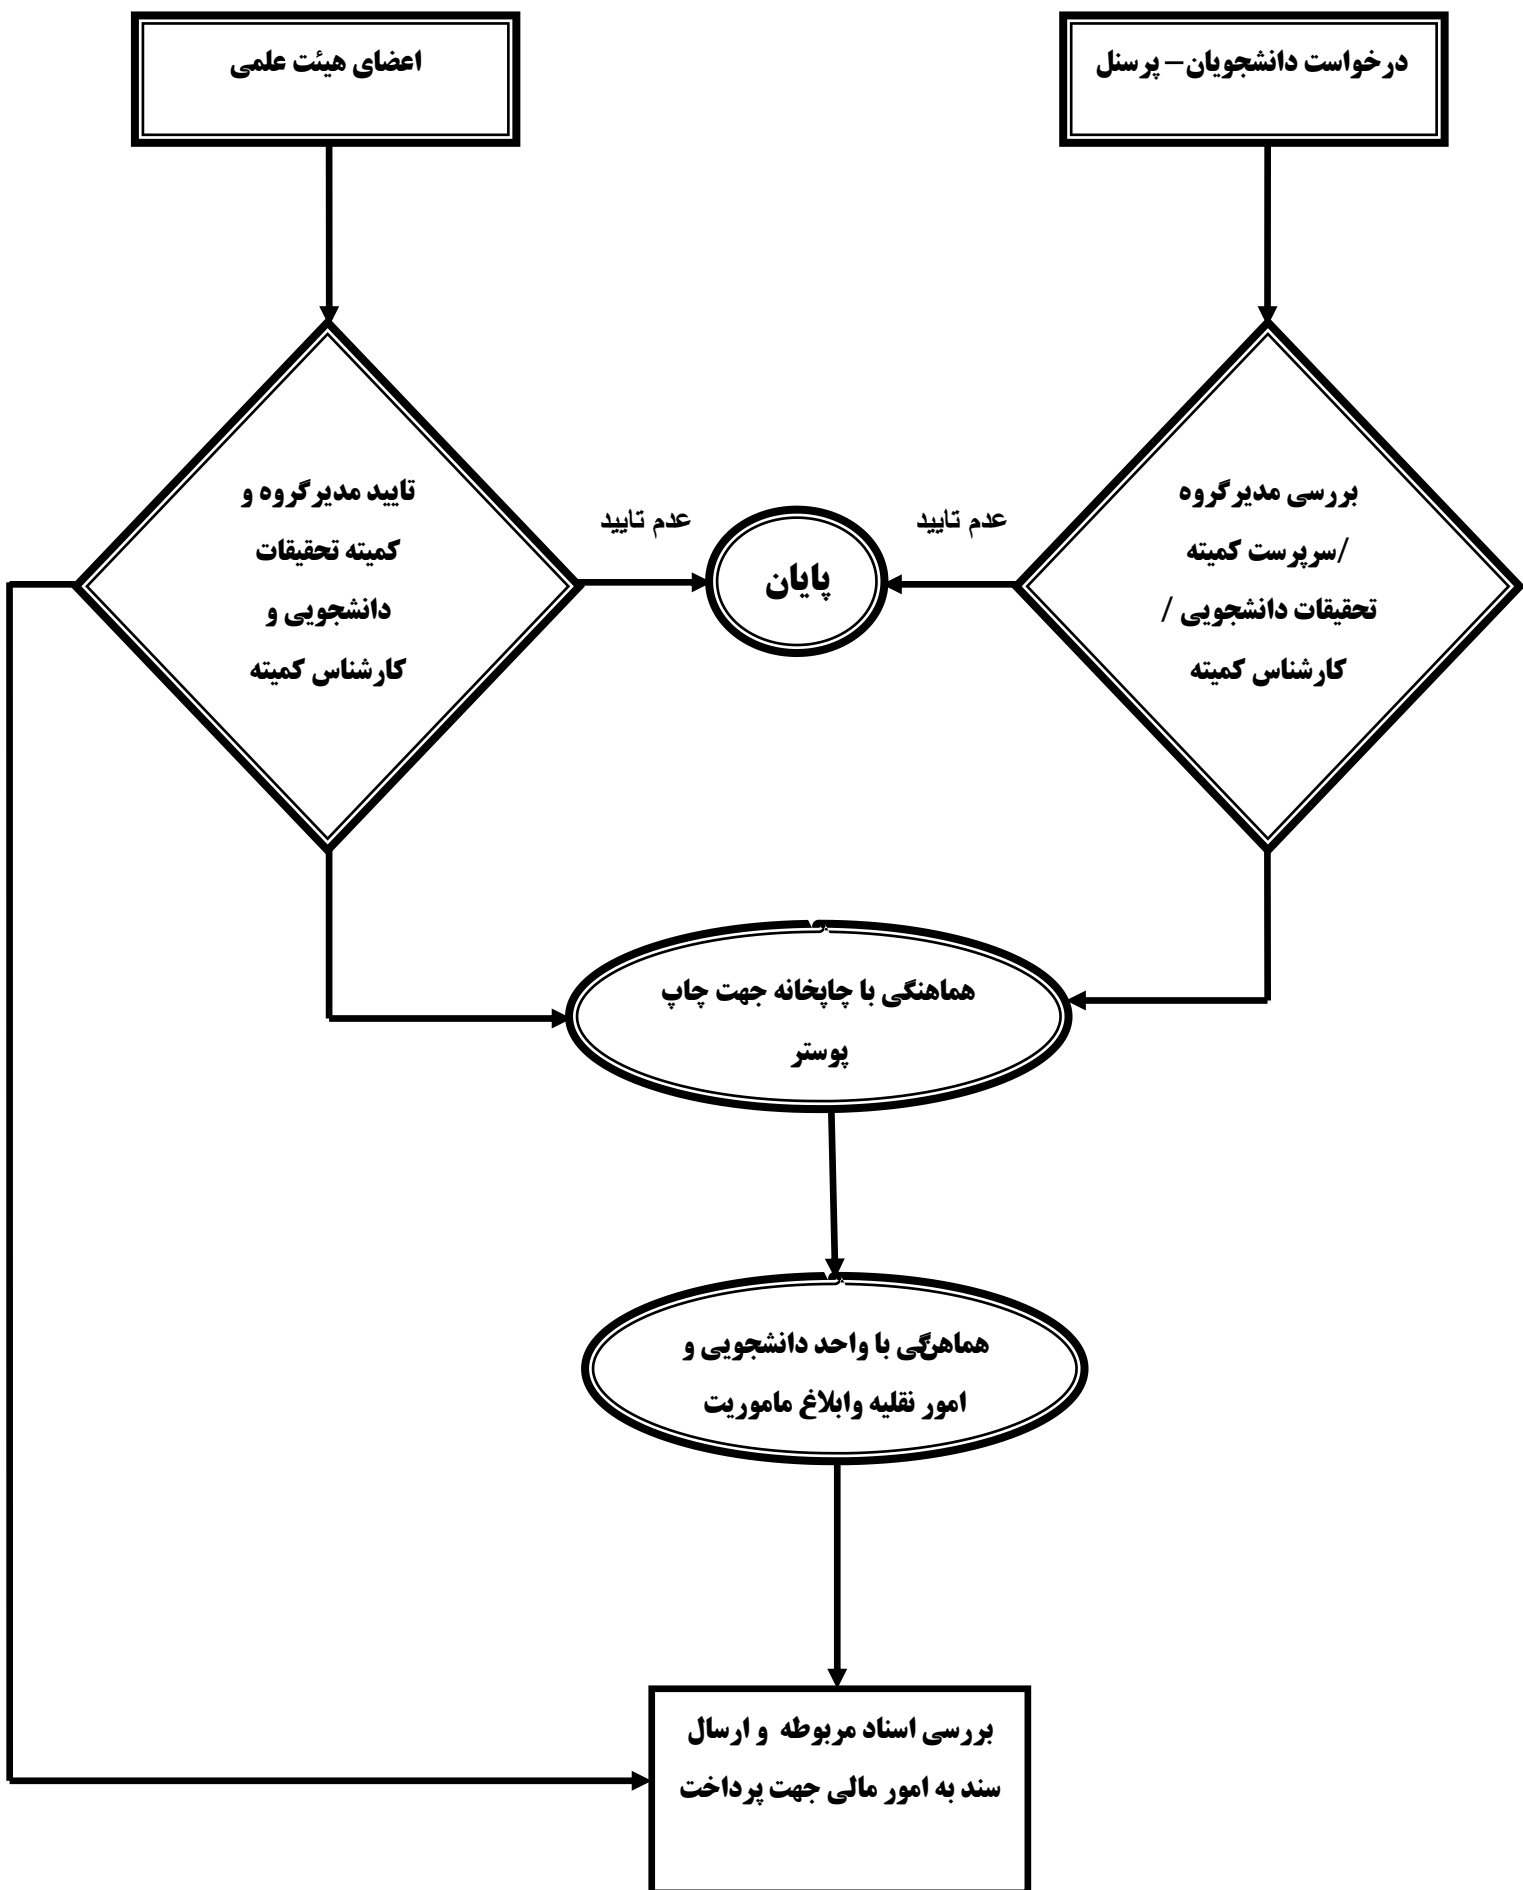 درخواست دانشجویان – پرسنل
اعضای هیئت علمی
بررسی مدیرگروه
/سرپرست کمیته
تحقیقات دانشجویی /
کارشناس کمیته
عدم تایید
پایان
عدم تایید
تایید مدیرگروه و
کمیته تحقیقات
دانشجویی و
کارشناس کمیته
هماهنگی با چاپخانه جهت چاپ
پوستر
هماهنگی با واحد دانشجویی و
امور نقلیه وابلاغ ماموریت
بررسی اسناد مربوطه و ارسال
سند به امور مالی جهت پرداخت